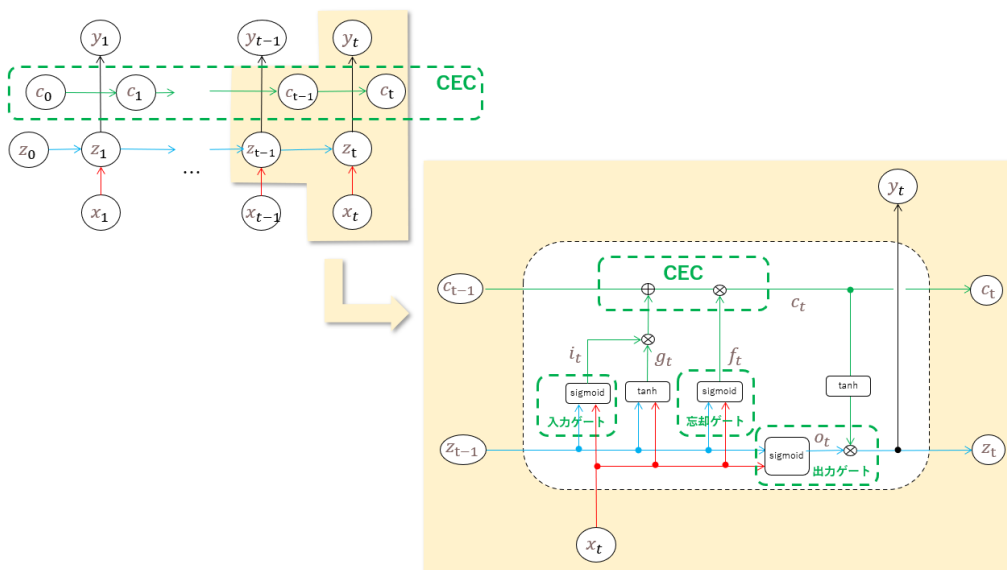 y₁ yₜ₋₁ yₜ
CEC
c₀ c₁ cₜ₋₁ cₜ
z₀ z₁ zₜ₋₁ zₜ
...
x₁ xₜ₋₁ xₜ
yₜ
CEC
cₜ₋₁ cₜ cₜ
iₜ gₜ fₜ
sigmoid tanh sigmoid tanh
入力ゲート 忘却ゲート
zₜ₋₁ sigmoid oₜ zₜ
出力ゲート
xₜ